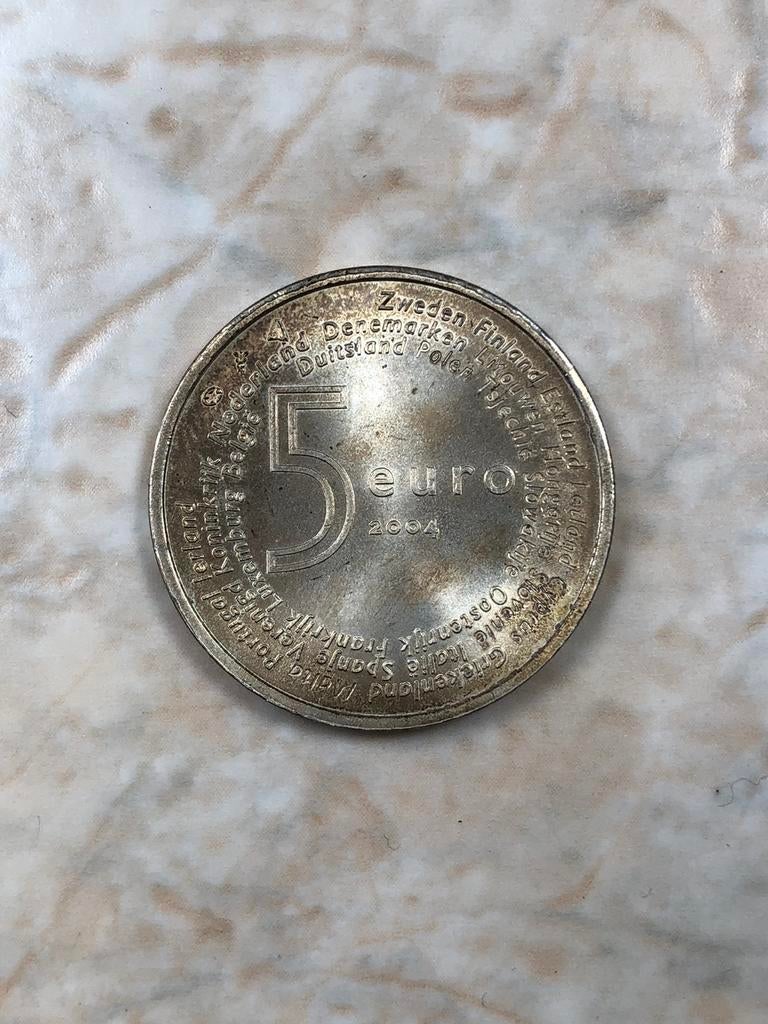 Zweden Finland Estland Letland Cyprus Griekenland Malta Portugal Ierland
Nederland Denemarken Litouwen Hongarije Slovenië Italië Spanje Verenigd Koninkrijk
Duitsland Polen Tsjechië Slowakije Oostenrijk Frankrijk Luxemburg België
5 euro
2004